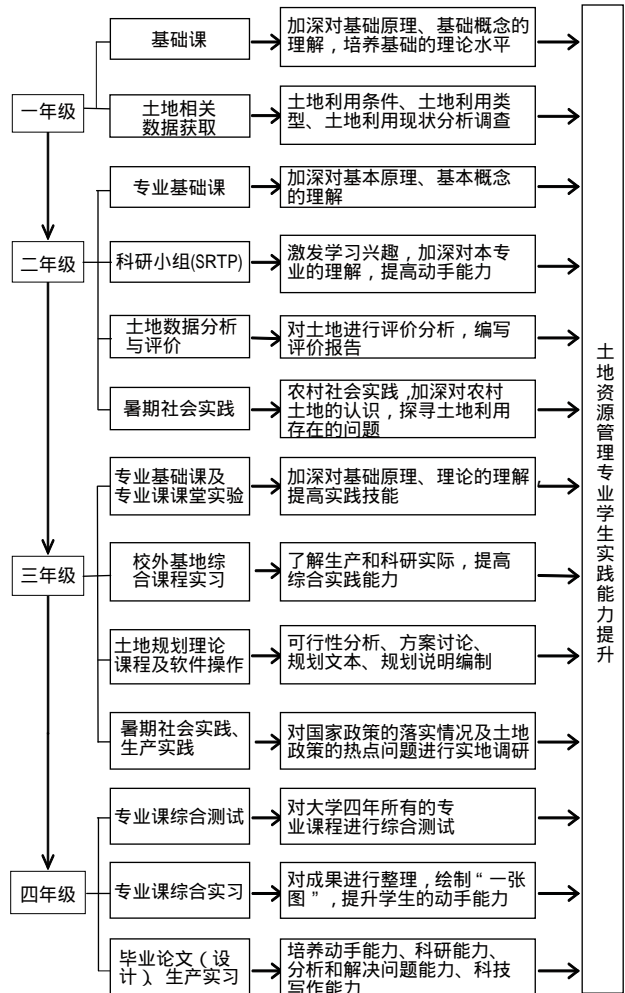 一年级
基础课
加深对基础原理、基础概念的
理解，培养基础的理论水平
土地相关
数据获取
土地利用条件、土地利用类
型、土地利用现状分析调查
二年级
专业基础课
加深对基本原理、基本概念
的理解
科研小组(SRTP)
激发学习兴趣，加深对本专
业的理解，提高动手能力
土地数据分析
与评价
对土地进行评价分析，编写
评价报告
暑期社会实践
农村社会实践,加深对农村
土地的认识，探寻土地利用
存在的问题
三年级
专业基础课及
专业课课堂实验
加深对基础原理、理论的理解，
提高实践技能
校外基地综
合课程实习
了解生产和科研实际，提高
综合实践能力
土地规划理论
课程及软件操作
可行性分析、方案讨论、
规划文本、规划说明编制
暑期社会实践、
生产实践
对国家政策的落实情况及土地
政策的热点问题进行实地调研
四年级
专业课综合测试
对大学四年所有的专
业课程进行综合测试
专业课综合实习
对成果进行整理，绘制“一张
图”，提升学生的动手能力
毕业论文（设
计）、生产实习
培养动手能力、科研能力、
分析和解决问题能力、科技
写作能力
土地资源管理专业学生实践能力提升